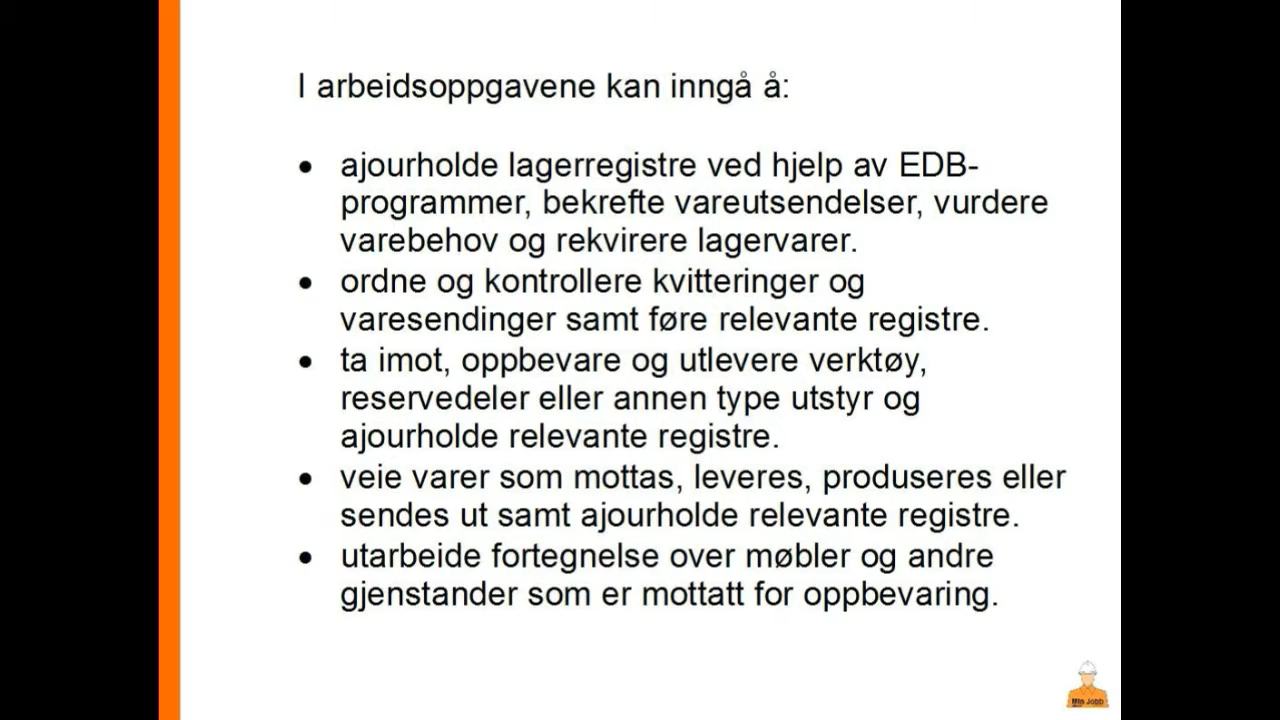 I arbeidsoppgavene kan inngå å:
• ajourholde lagerregistre ved hjelp av EDB-
programmer, bekrefte vareutsendelser, vurdere
varebehov og rekvirere lagervarer.
• ordne og kontrollere kvitteringer og
varesendinger samt føre relevante registre.
• ta imot, oppbevare og utlevere verktøy,
reservedeler eller annen type utstyr og
ajourholde relevante registre.
• veie varer som mottas, leveres, produseres eller
sendes ut samt ajourholde relevante registre.
• utarbeide fortegnelse over møbler og andre
gjenstander som er mottatt for oppbevaring.
Min Jobb